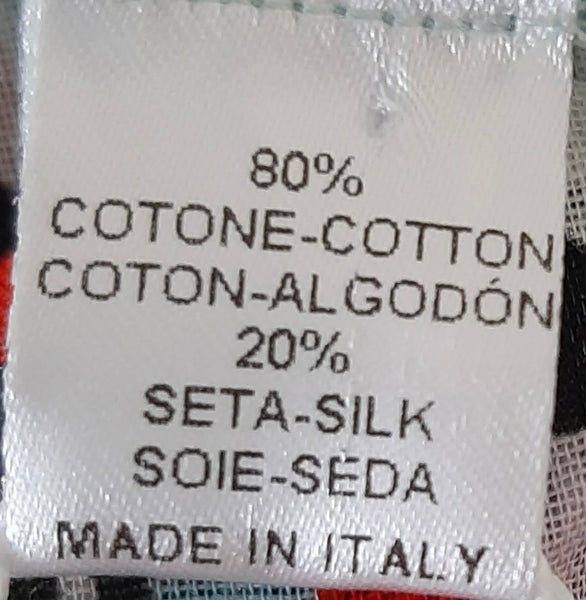 80%
COTONE-COTTON
COTON-ALGODÓN
20%
SETA-SILK
SOIE-SEDA
MADE IN ITALY